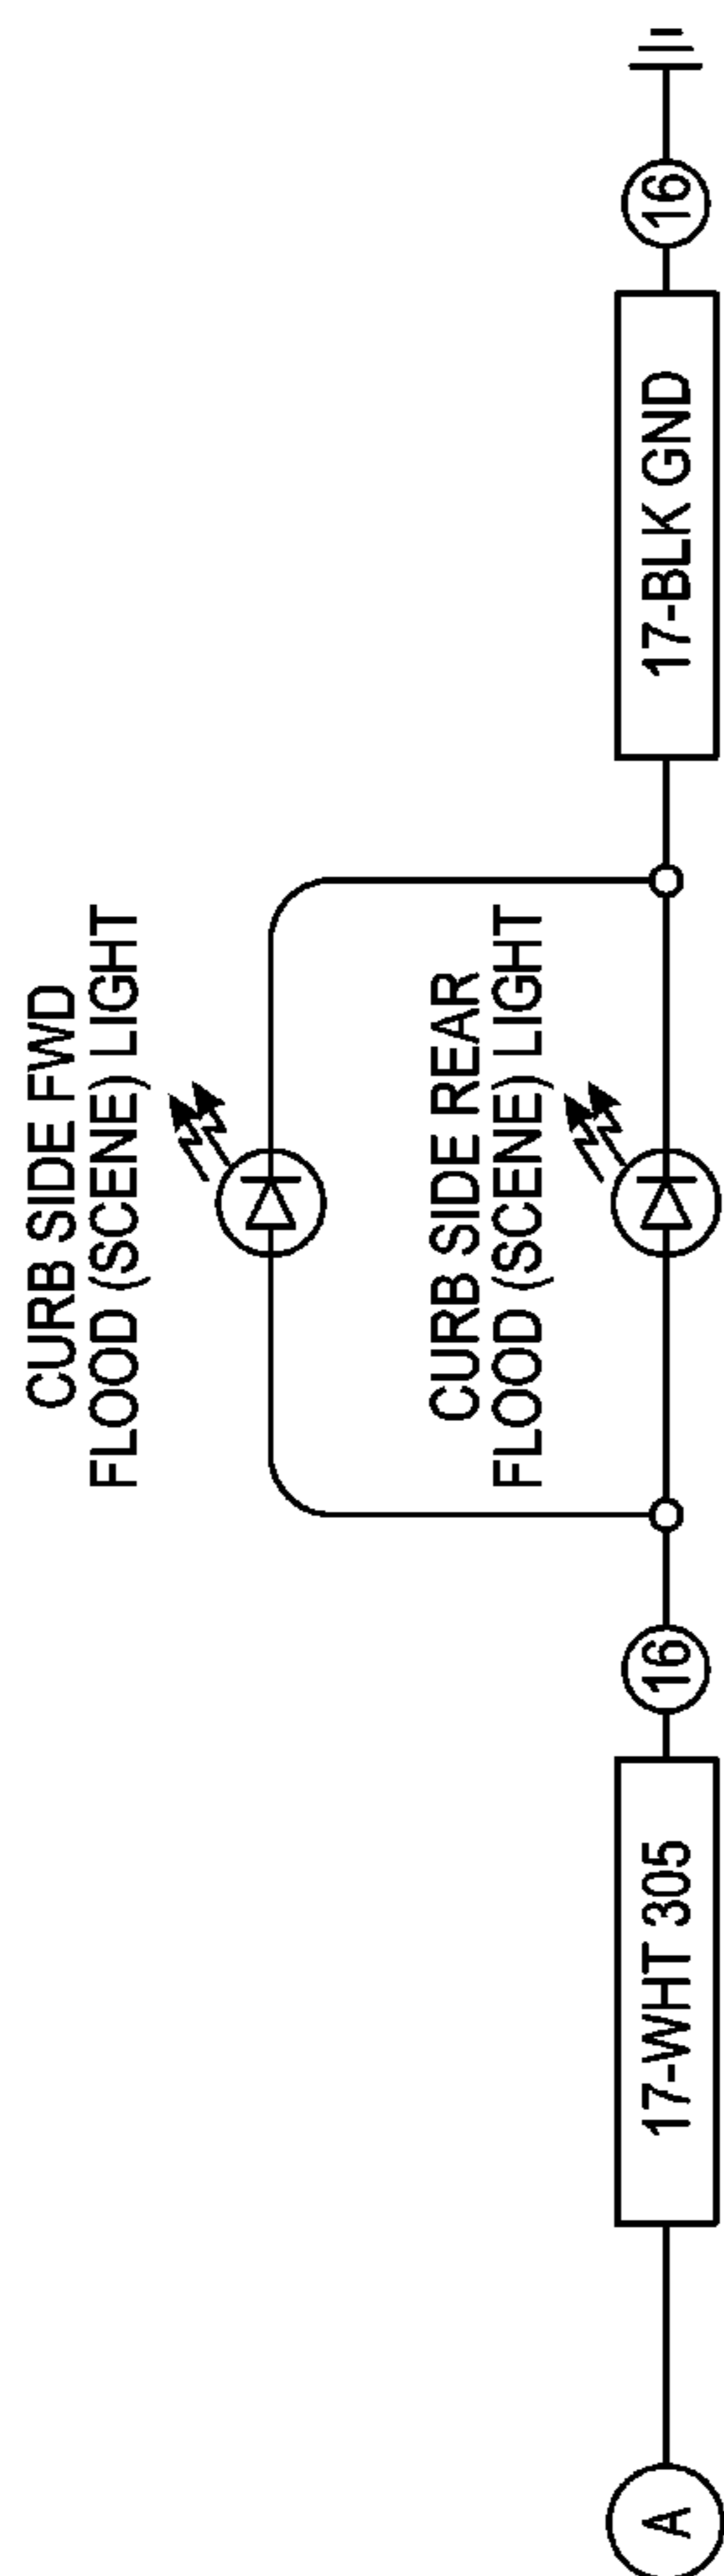 CURB SIDE FWD
FLOOD (SCENE) LIGHT
CURB SIDE REAR
FLOOD (SCENE) LIGHT
A
17-WHT 305
16
17-BLK GND
16